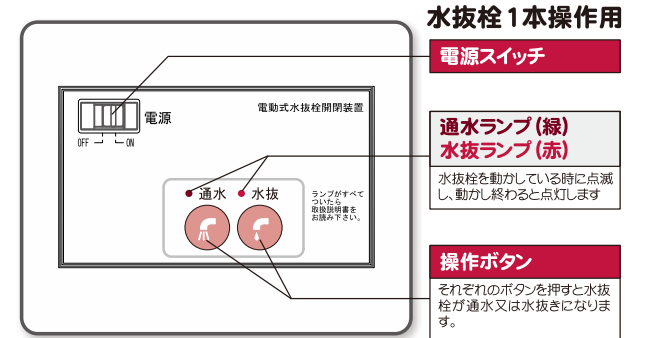 水抜栓1本操作用
電源スイッチ
電源
OFF
ON
電動式水抜栓開閉装置
通水ランプ(緑)
水抜ランプ(赤)
水抜栓を動かしている時に点滅
し、動かし終わると点灯します
通水
水抜
ランプがすべて
ついたら
取扱説明書を
お読み下さい。
操作ボタン
それぞれのボタンを押すと水抜
栓が通水又は水抜きになりま
す。